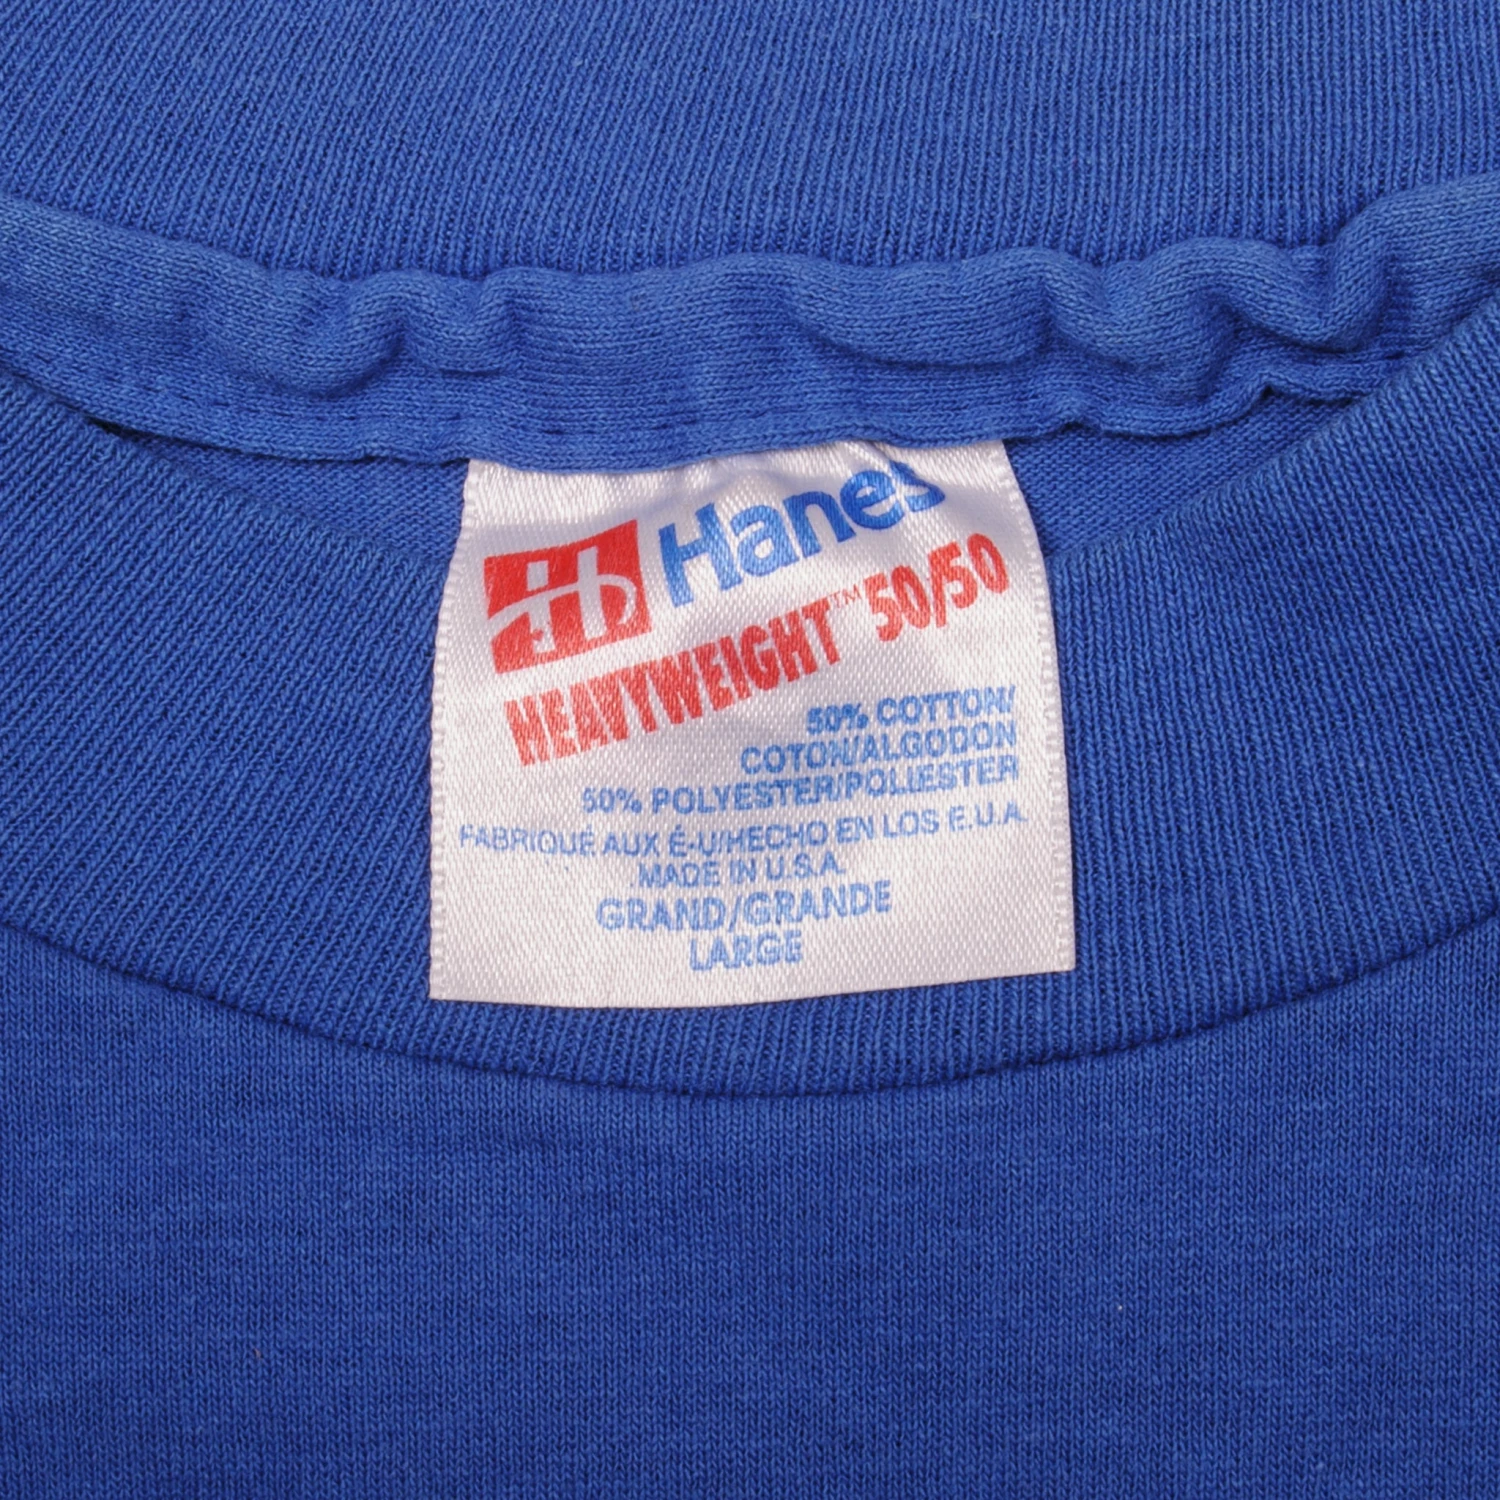 Hanes
HEAVYWEIGHT™ 50/50
50% COTTON/
COTON/ALGODON
50% POLYESTER/POLIESTER
FABRIQUÉ AUX É-U/HECHO EN LOS E.U.A.
MADE IN U.S.A.
GRAND/GRANDE
LARGE